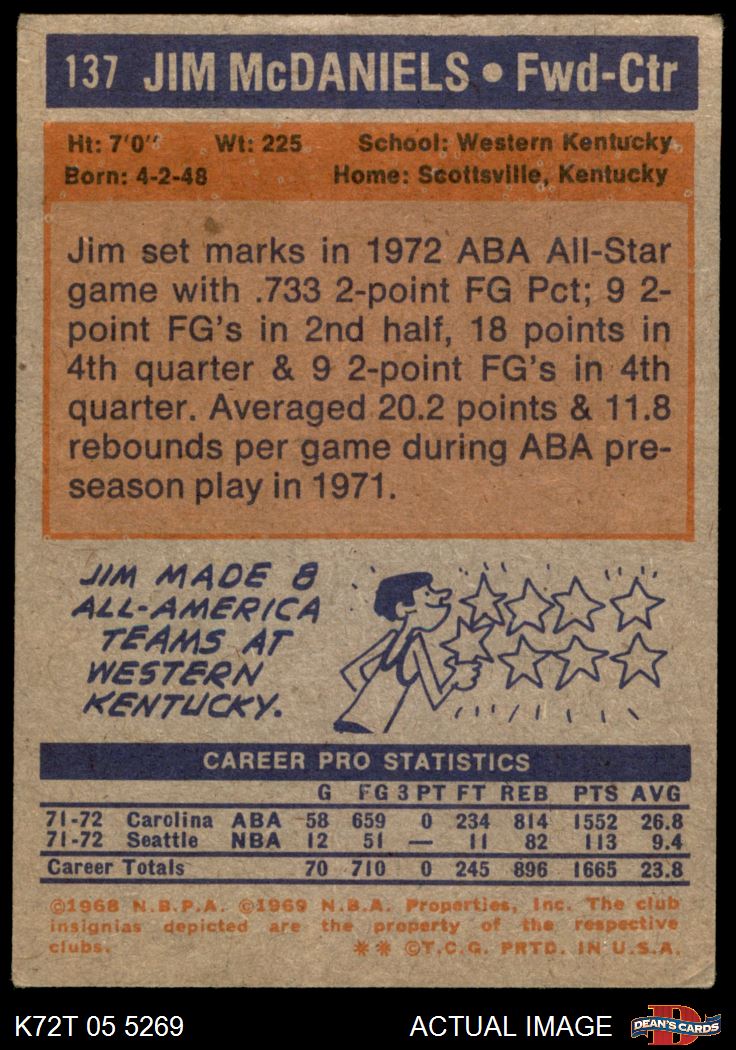 137 JIM McDANIELS • Fwd-Ctr
Ht: 7'0" Wt: 225 School: Western Kentucky
Born: 4-2-48 Home: Scottsville, Kentucky
Jim set marks in 1972 ABA All-Star
game with .733 2-point FG Pct; 9 2-
point FG's in 2nd half, 18 points in
4th quarter & 9 2-point FG's in 4th
quarter. Averaged 20.2 points & 11.8
rebounds per game during ABA pre-
season play in 1971.
JIM MADE 8
ALL-AMERICA
TEAMS AT
WESTERN
KENTUCKY.
CAREER PRO STATISTICS
G FG 3 PT FT REB PTS AVG
71-72 Carolina ABA 58 659 0 234 814 1552 26.8
71-72 Seattle NBA 12 51 — 11 82 113 9.4
Career Totals 70 710 0 245 896 1665 23.8
©1968 N.B.P.A. ©1969 N.B.A. Properties, Inc. The club
insignias depicted are the property of the respective
clubs. ** ©T.C.G. PRTD. IN U.S.A.
K72T 05 5269 ACTUAL IMAGE DEAN'S CARDS